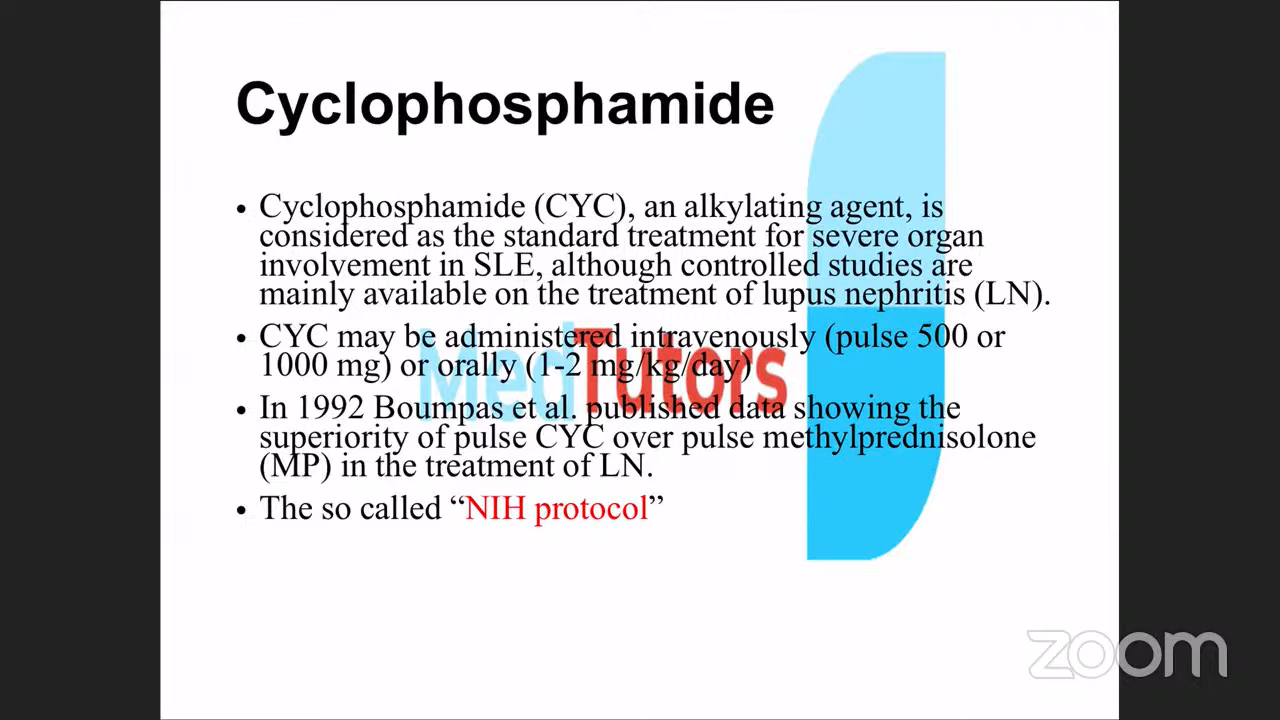 Cyclophosphamide
• Cyclophosphamide (CYC), an alkylating agent, is
considered as the standard treatment for severe organ
involvement in SLE, although controlled studies are
mainly available on the treatment of lupus nephritis (LN).
• CYC may be administered intravenously (pulse 500 or
1000 mg) or orally (1-2 mg/kg/day)
• In 1992 Boumpas et al. published data showing the
superiority of pulse CYC over pulse methylprednisolone
(MP) in the treatment of LN.
• The so called “NIH protocol”
MedTutors
zoom